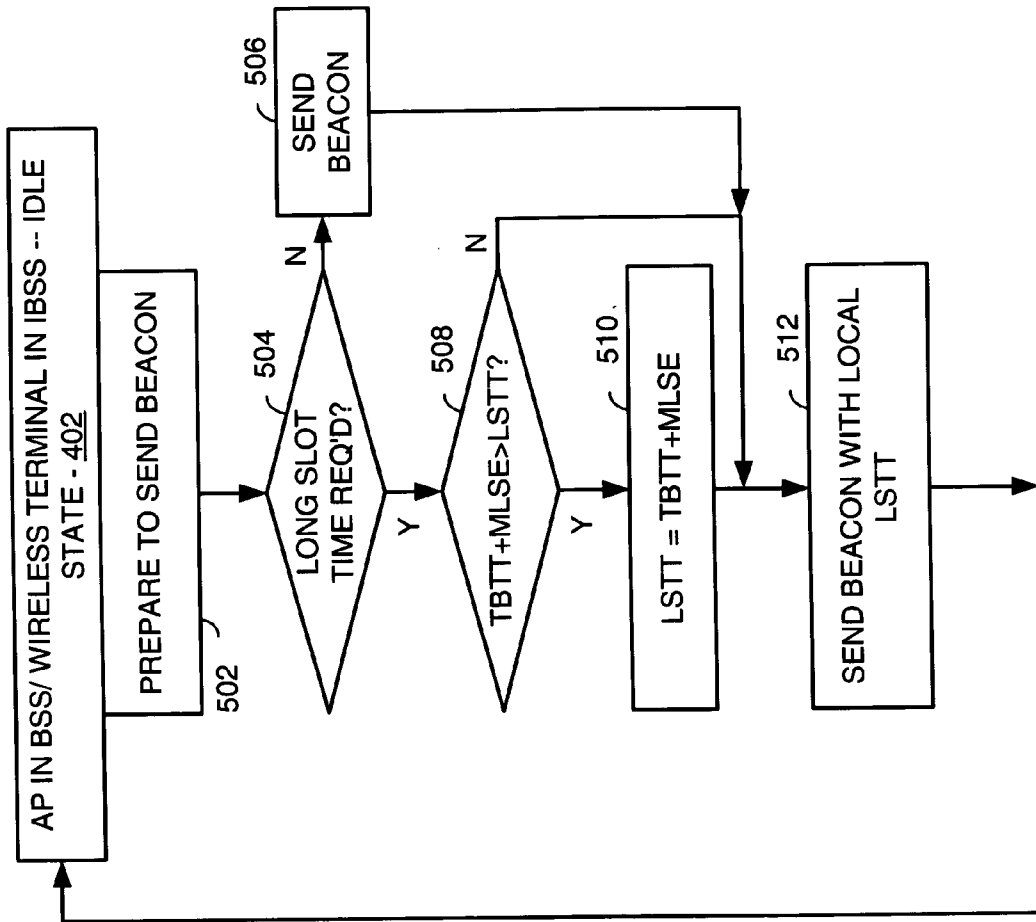 AP IN BSS/ WIRELESS TERMINAL IN IBSS -- IDLE
STATE - 402
PREPARE TO SEND BEACON
502
LONG SLOT
TIME REQ'D?
504
N
Y
SEND
BEACON
506
TBTT+MLSE>LSTT?
508
N
Y
LSTT = TBTT+MLSE
510
SEND BEACON WITH LOCAL
LSTT
512